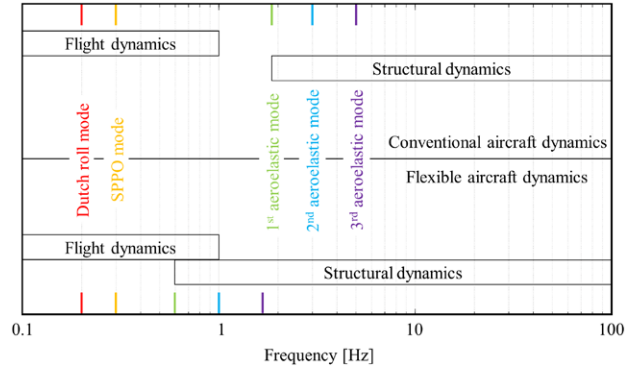 Flight dynamics
Structural dynamics
Dutch roll mode
SPPO mode
1st aeroelastic mode
2nd aeroelastic mode
3rd aeroelastic mode
Conventional aircraft dynamics
Flexible aircraft dynamics
Flight dynamics
Structural dynamics
0.1 1 10 100
Frequency [Hz]